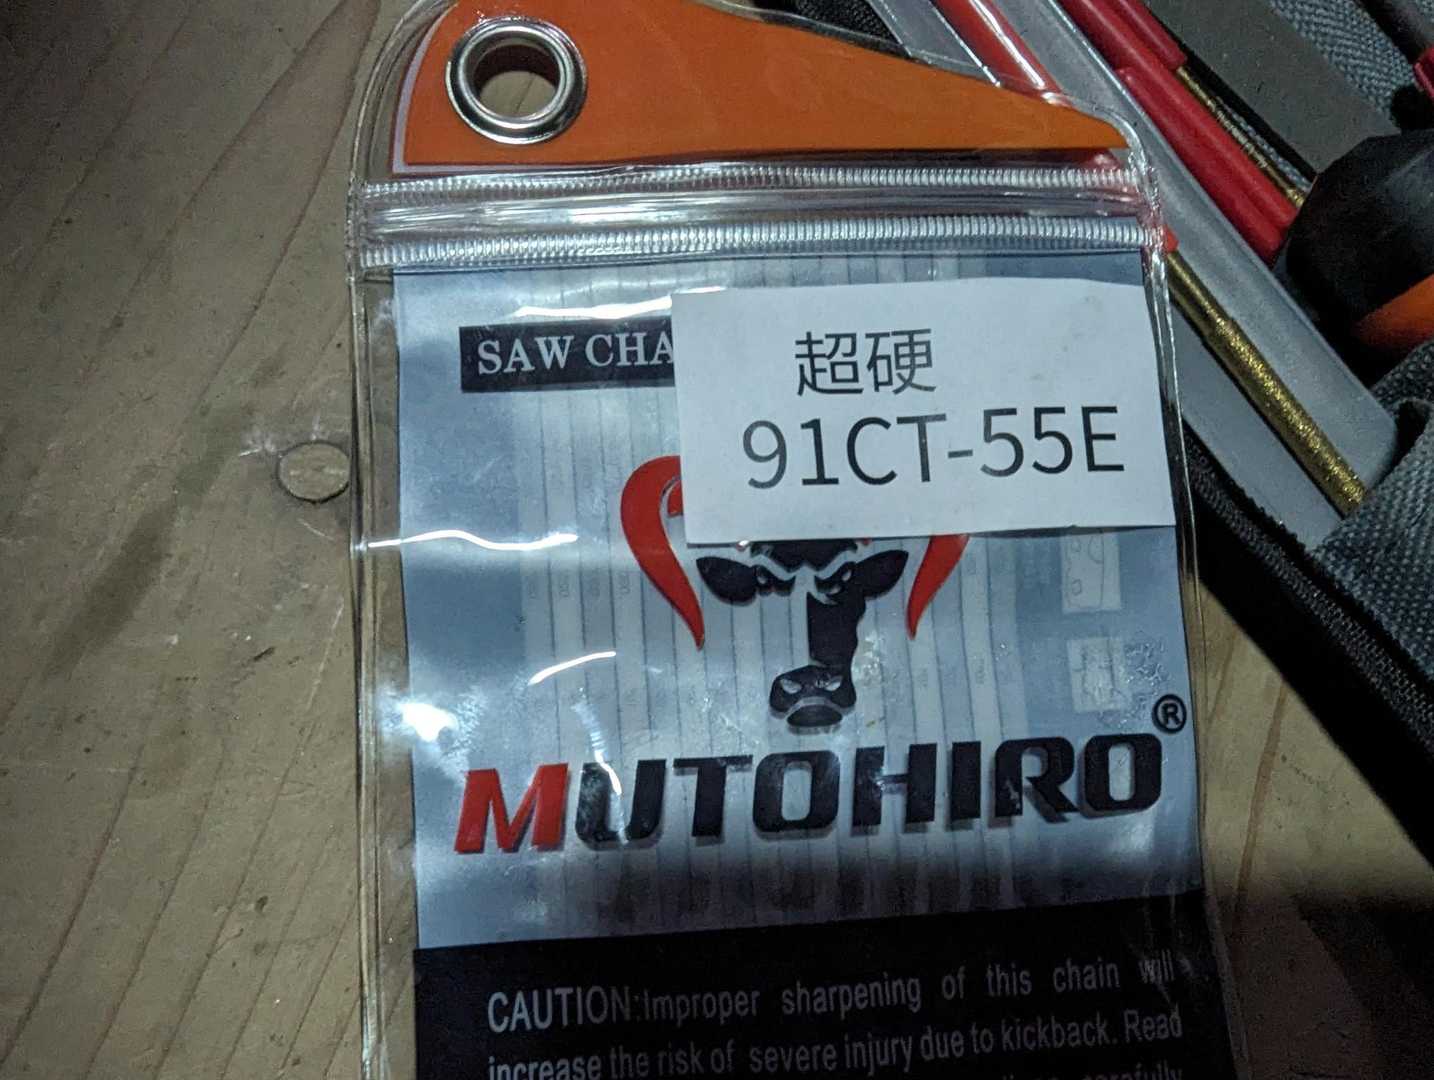 SAW CHA
超硬
91CT-55E
MUTOHIRO®
CAUTION:Improper sharpening of this chain will
increase the risk of severe injury due to kickback. Read
carefully